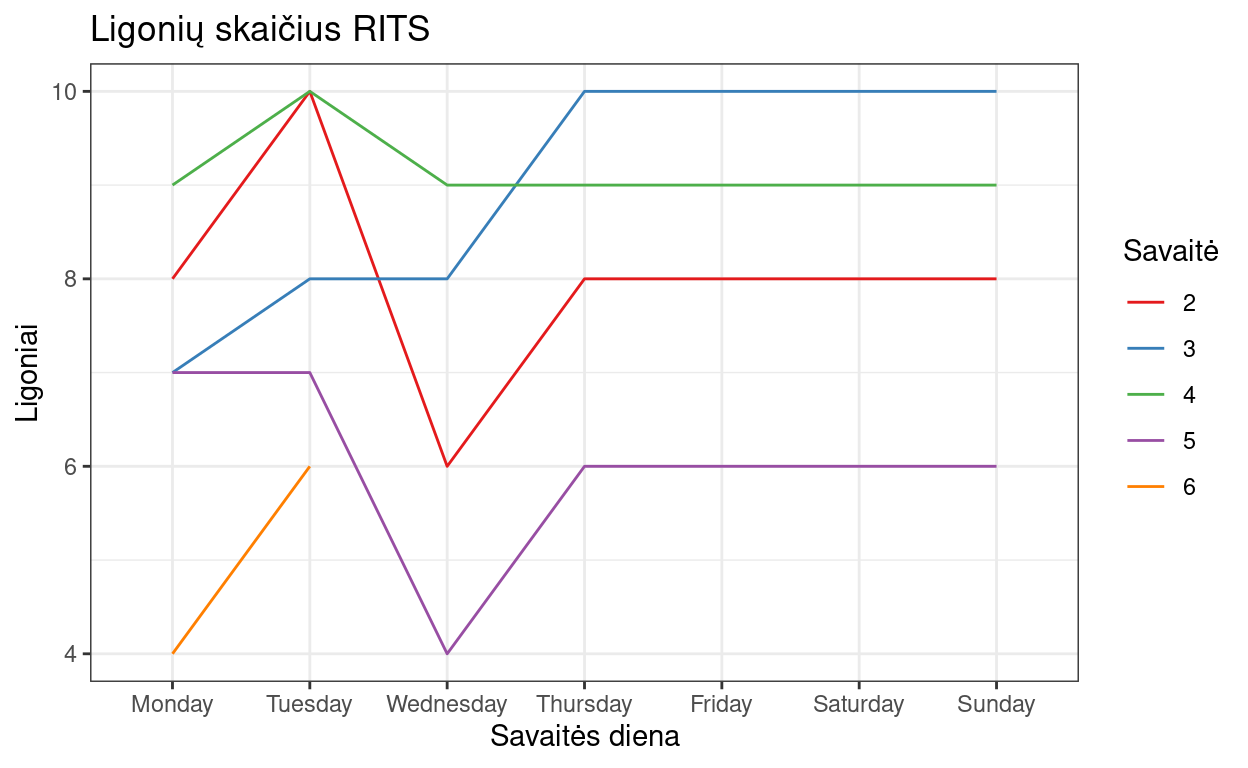 Ligonių skaičius RITS
10
8
6
4
Ligoniai
Monday Tuesday Wednesday Thursday Friday Saturday Sunday
Savaitės diena
Savaitė
2
3
4
5
6